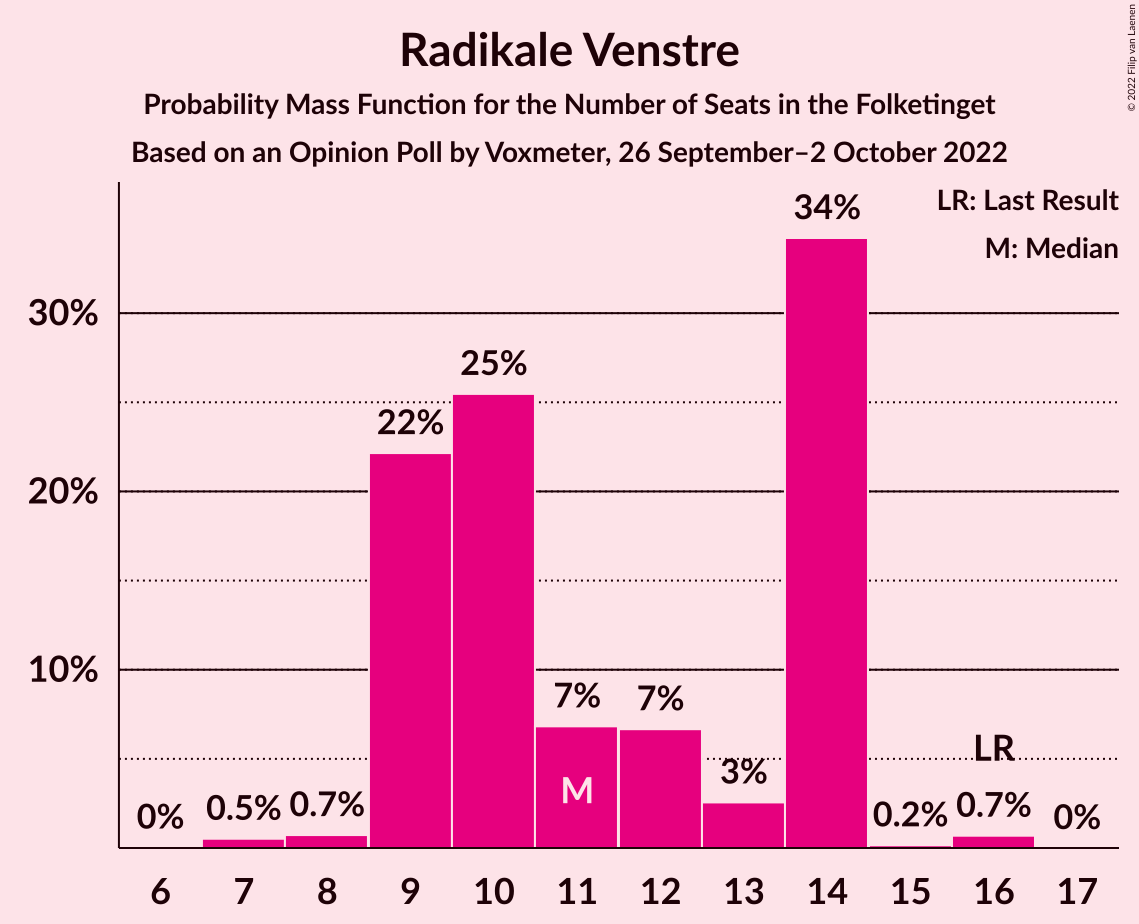 Radikale Venstre
Probability Mass Function for the Number of Seats in the Folketinget
Based on an Opinion Poll by Voxmeter, 26 September–2 October 2022
© 2022 Filip van Laenen
LR: Last Result
M: Median
30%
20%
10%
0%
0.5%
0.7%
22%
25%
7%
M
7%
3%
34%
0.2%
LR
0.7%
0%
6 7 8 9 10 11 12 13 14 15 16 17